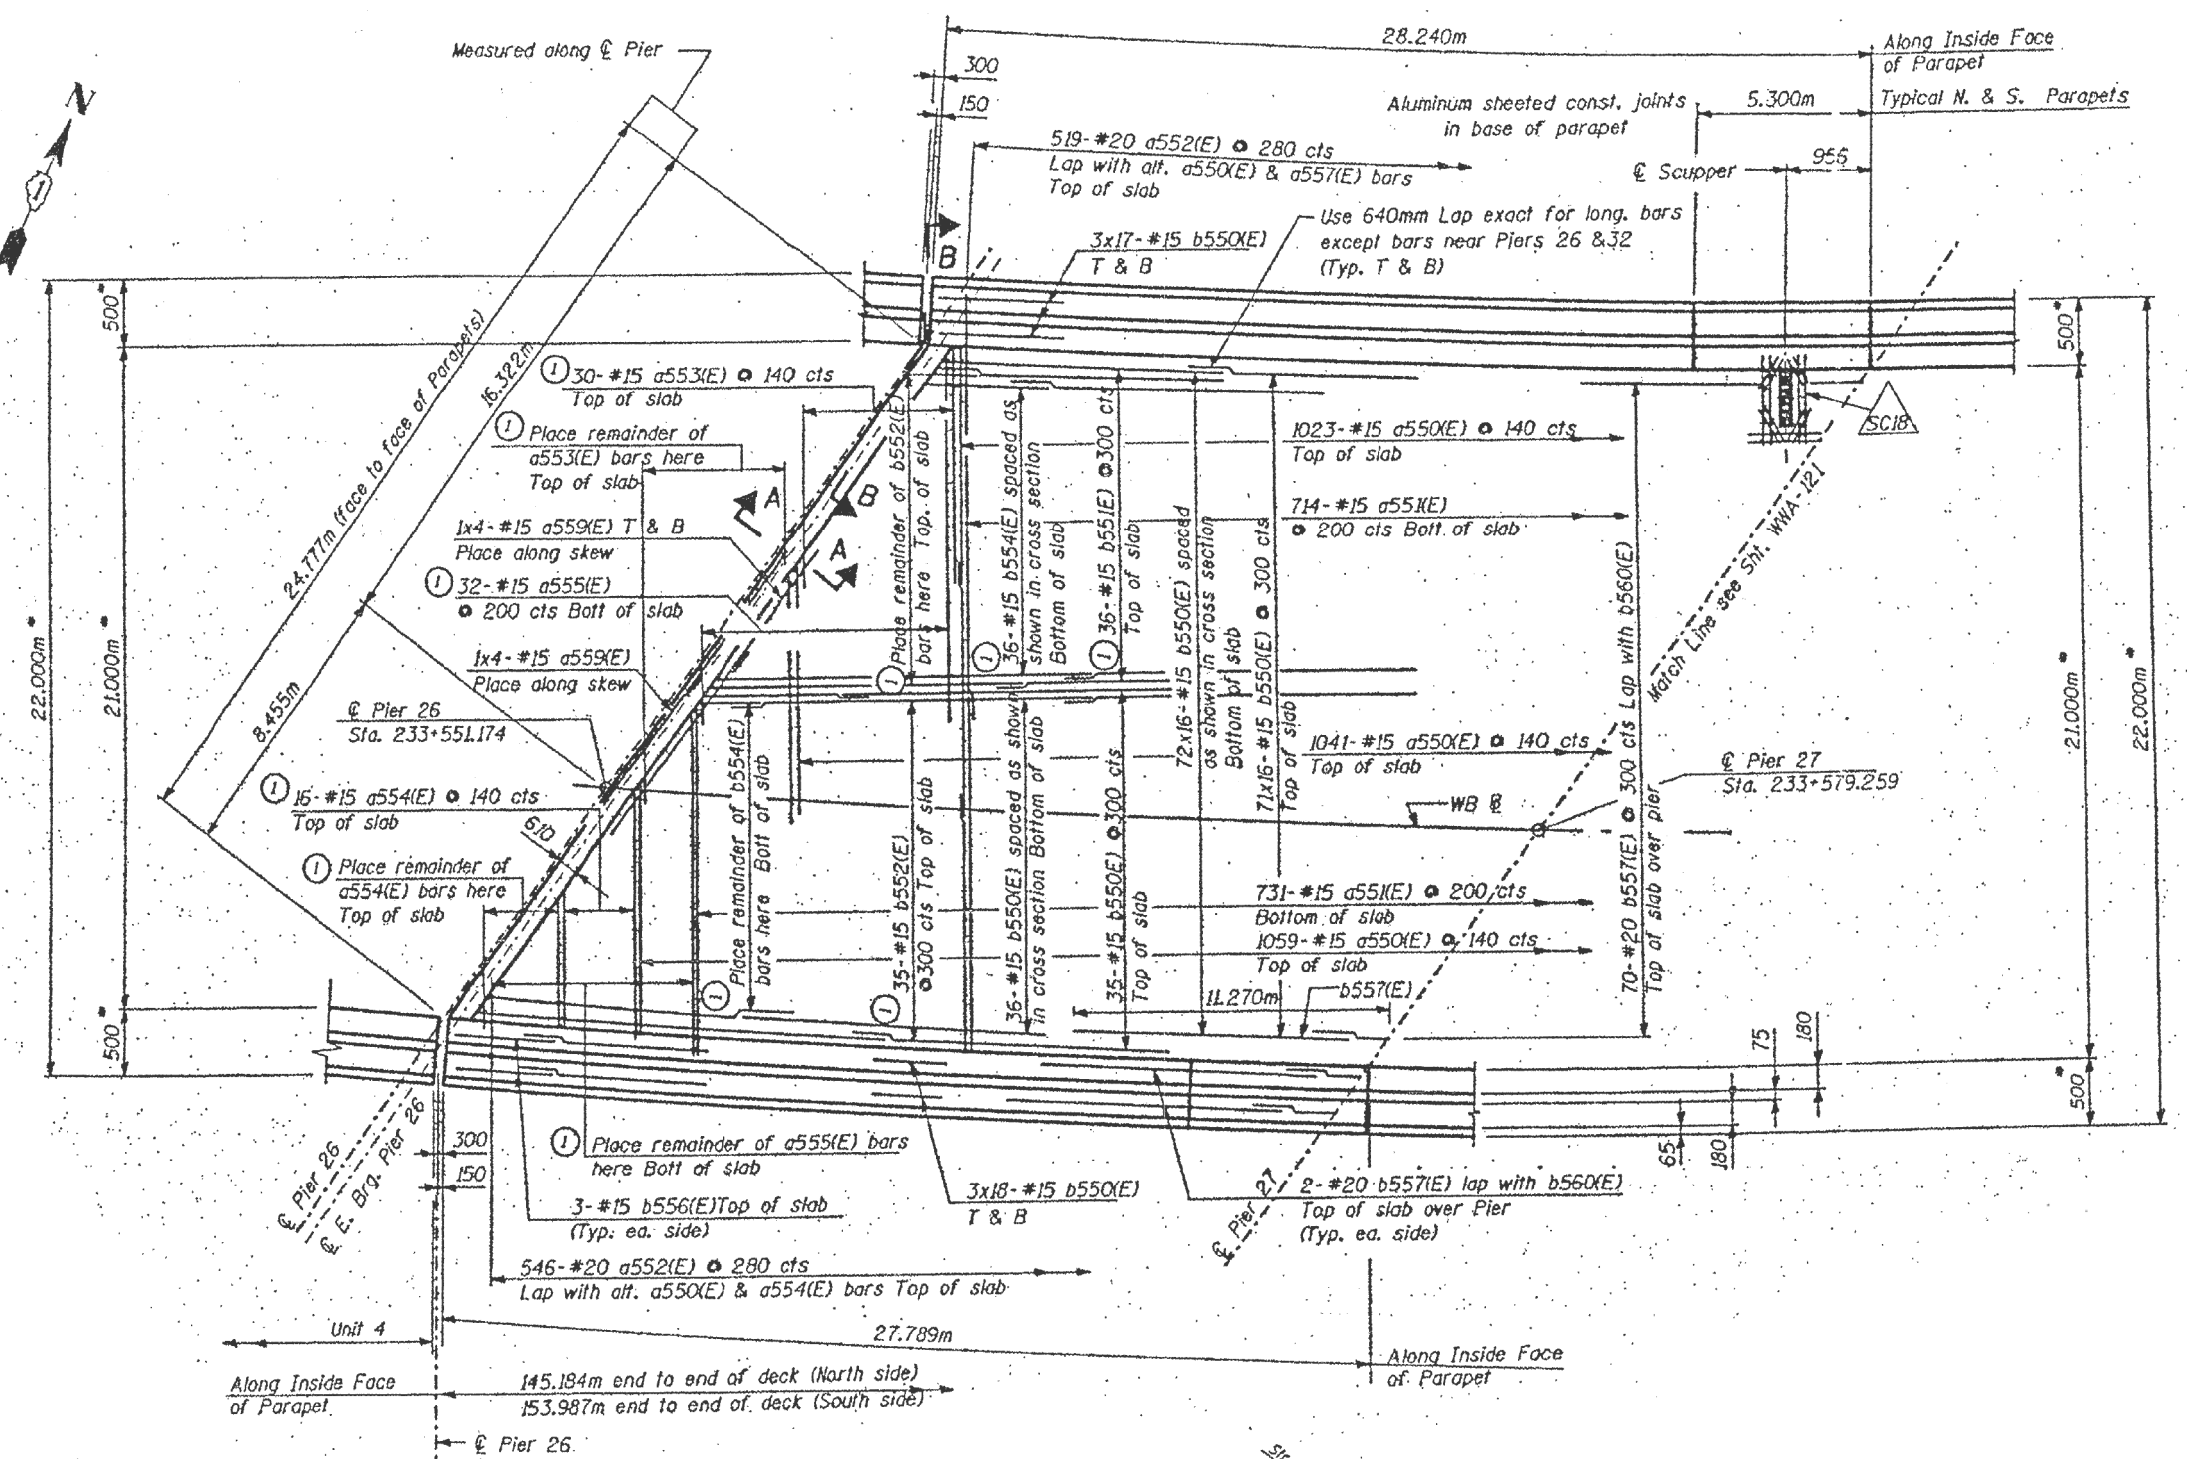 Measured along ℄ Pier
28.240m
Along Inside Face
of Parapet
Typical N. & S. Parapets
300
150
Aluminum sheeted const. joints
in base of parapet
5.300m
955
℄ Scupper
N
1
519-#20 a552(E) @ 280 cts
Lap with alt. a550(E) & a557(E) bars
Top of slab
Use 640mm Lap exact for long. bars
except bars near Piers 26 &32
(Typ. T & B)
3x17-#15 b550(E)
T & B
B
500*
500*
24.777m (face to face of Parapets)
16.322m
8.455m
1 30-#15 a553(E) @ 140 cts
Top of slab
1 Place remainder of
a553(E) bars here
Top of slab
A
B
A
1x4-#15 a559(E) T & B
Place along skew
1 32-#15 a555(E)
@ 200 cts Bott of slab
1x4-#15 a559(E)
Place along skew
℄ Pier 26
Sta. 233+551.174
1 16-#15 a554(E) @ 140 cts
Top of slab
610
1 Place remainder of
a554(E) bars here
Top of slab
22.000m*
21.000m*
500*
1 Place remainder of b552(E)
bars here Top. of slab
1 36-#15 b554(E) spaced as
shown in cross section
Bottom of slab
1 36-#15 b551(E) @300 cts
Top of slab
72x16-#15 b550(E) spaced
as shown in cross section
Bottom of slab
71x16-#15 b550(E) @ 300 cts
Top of slab
1023-#15 a550(E) @ 140 cts
Top of slab
714-#15 a551(E)
@ 200 cts Bott. of slab
SC18
Match Line see Sht. WWA-121
70-#20 b557(E) @ 300 cts Lap with b560(E)
Top of slab over pier
1041-#15 a550(E) @ 140 cts
Top of slab
℄ Pier 27
Sta. 233+579.259
WB ℄
1 Place remainder of b554(E)
bars here Bott of slab
1 35-#15 b552(E)
@300 cts Top of slab
36-#15 b550(E) spaced as shown
in cross section Bottom of slab
35-#15 b550(E) @300 cts
Top of slab
731-#15 a551(E) @ 200 cts
Bottom of slab
1059-#15 a550(E) @ 140 cts
Top of slab
11.270m
b557(E)
21.000m*
22.000m*
75
180
500*
65
180
℄ Pier 26
℄ E. Brg. Pier 26
300
150
1 Place remainder of a555(E) bars
here Bott of slab
3-#15 b556(E)Top of slab
(Typ. ea. side)
3x18-#15 b550(E)
T & B
℄ Pier 27
2-#20 b557(E) lap with b560(E)
Top of slab over Pier
(Typ. ea. side)
546-#20 a552(E) @ 280 cts
Lap with alt. a550(E) & a554(E) bars Top of slab
Unit 4
27.789m
Along Inside Face
of Parapet
Along Inside Face
of Parapet
145.184m end to end of deck (North side)
153.987m end to end of deck (South side)
℄ Pier 26